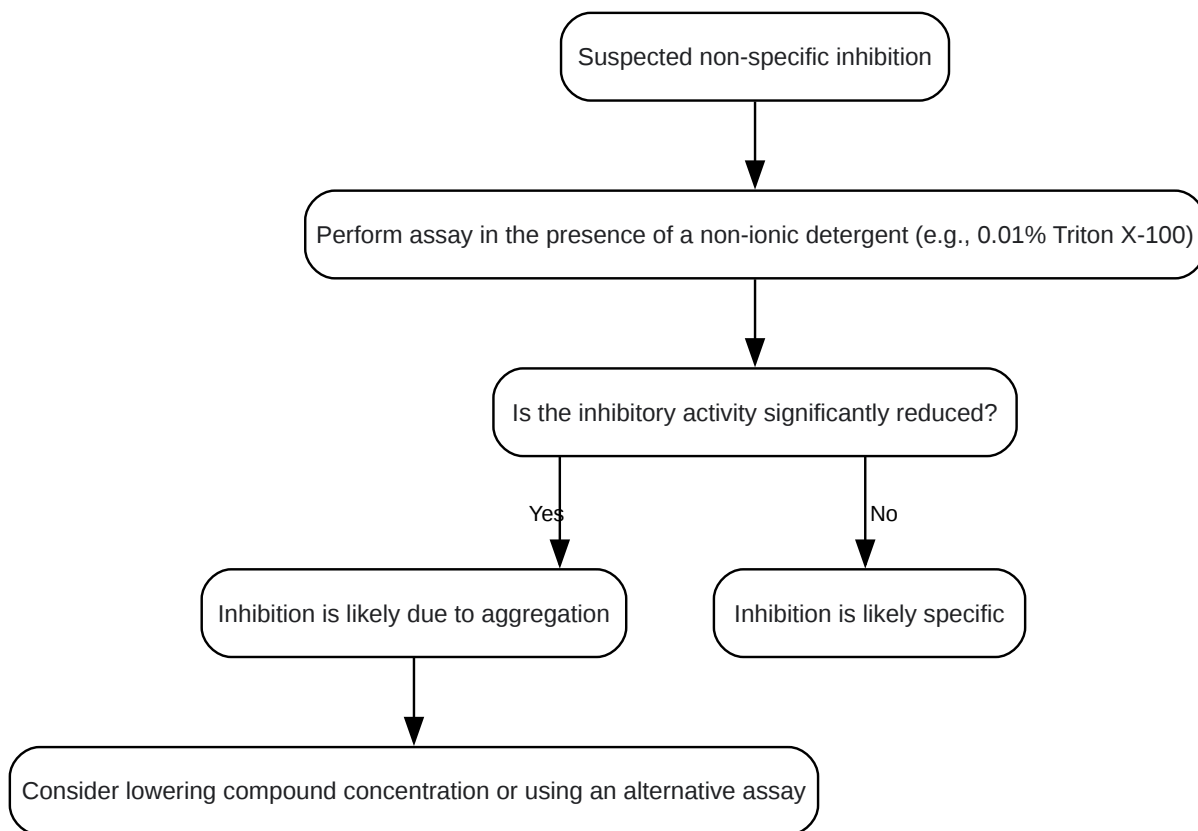 Suspected non-specific inhibition
Perform assay in the presence of a non-ionic detergent (e.g., 0.01% Triton X-100)
Is the inhibitory activity significantly reduced?
Yes
No
Inhibition is likely due to aggregation
Inhibition is likely specific
Consider lowering compound concentration or using an alternative assay